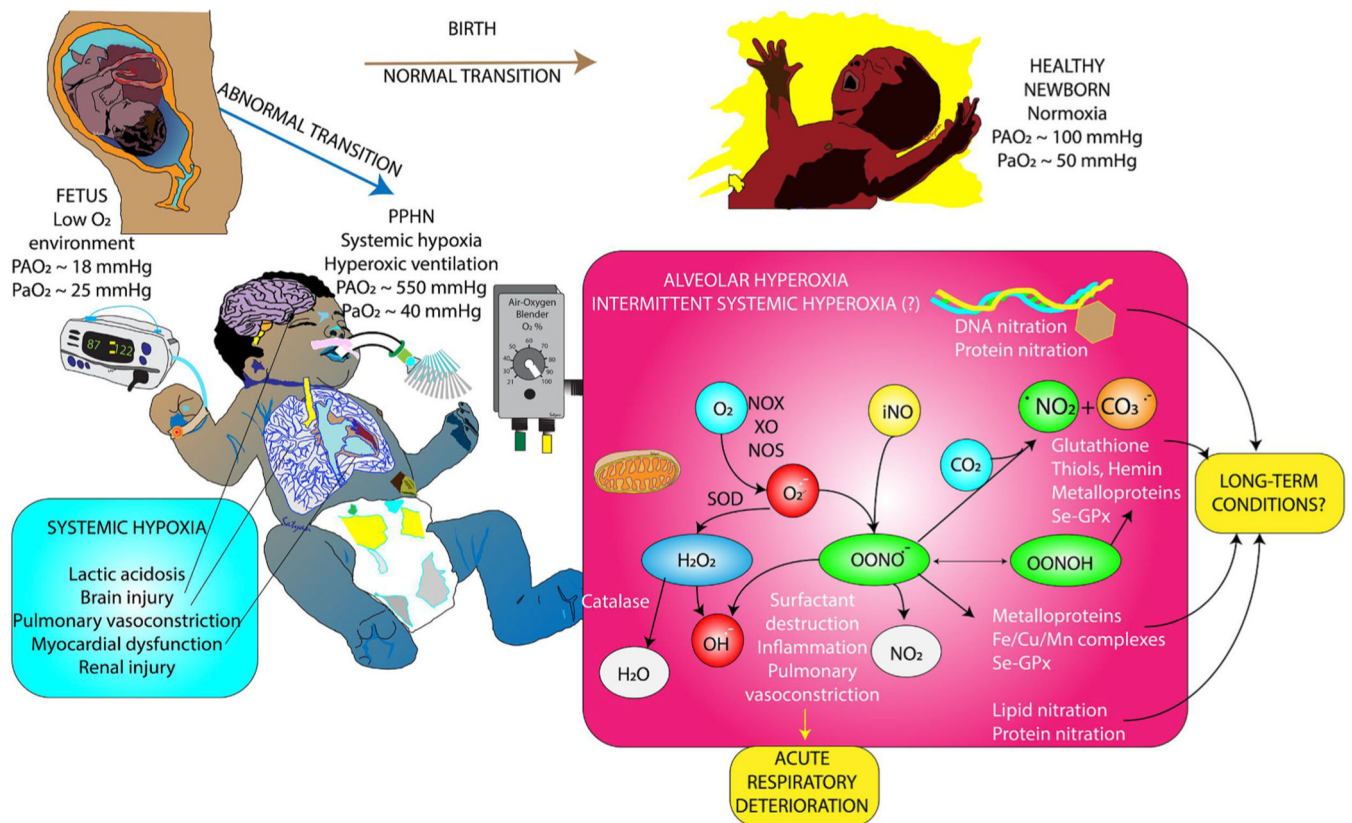 BIRTH
NORMAL TRANSITION
ABNORMAL TRANSITION
HEALTHY
NEWBORN
Normoxia
PAO₂ ~ 100 mmHg
PaO₂ ~ 50 mmHg
FETUS
Low O₂
environment
PAO₂ ~ 18 mmHg
PaO₂ ~ 25 mmHg
PPHN
Systemic hypoxia
Hyperoxic ventilation
PAO₂ ~ 550 mmHg
PaO₂ ~ 40 mmHg
87 122
Air-Oxygen
Blender
O₂ %
60
50 70
40 80
30 90
21 100
SYSTEMIC HYPOXIA
Lactic acidosis
Brain injury
Pulmonary vasoconstriction
Myocardial dysfunction
Renal injury
Satyan
ALVEOLAR HYPEROXIA
INTERMITTENT SYSTEMIC HYPEROXIA (?)
DNA nitration
Protein nitration
O₂
NOX
XO
NOS
iNO
•NO₂ + CO₃•-
CO₂
Glutathione
Thiols, Hemin
Metalloproteins
Se-GPx
SOD
O₂•-
H₂O₂
OONO•-
OONOH
LONG-TERM
CONDITIONS?
Catalase
OH•-
H₂O
Surfactant
destruction
Inflammation
Pulmonary
vasoconstriction
NO₂
Metalloproteins
Fe/Cu/Mn complexes
Se-GPx
Lipid nitration
Protein nitration
ACUTE
RESPIRATORY
DETERIORATION